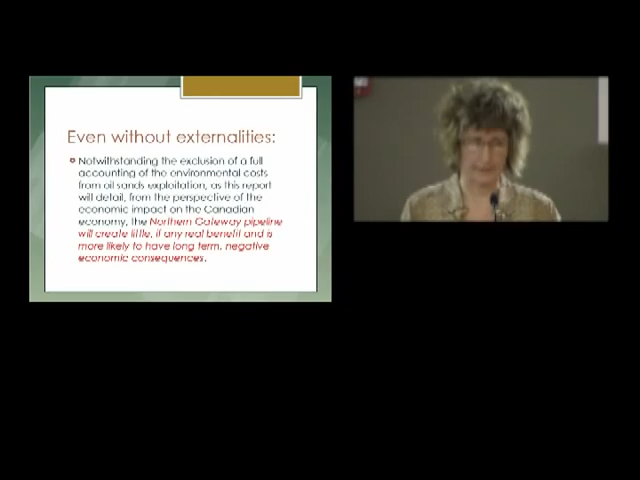 Even without externalities:
Notwithstanding the exclusion of a full
accounting of the environmental costs
from oil sands exploitation, as this report
will detail, from the perspective of the
economic impact on the Canadian
economy, the Northern Gateway pipeline
will create little, if any real benefit and is
more likely to have long term, negative
economic consequences.